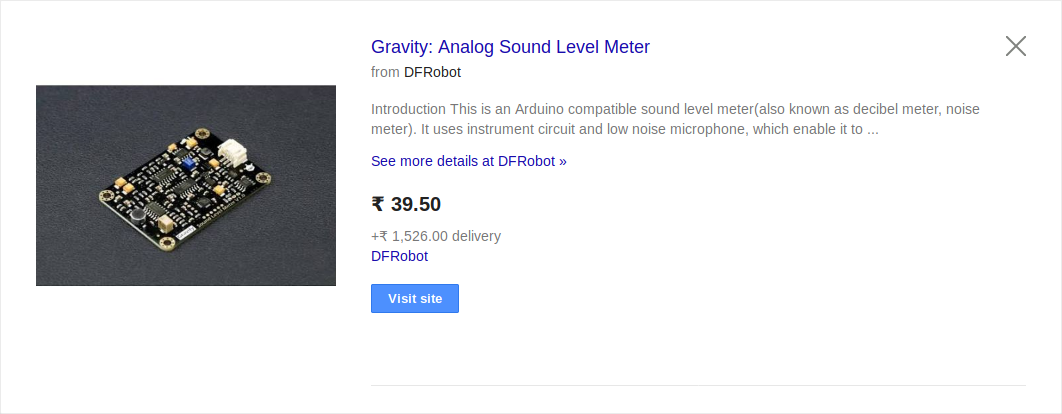 Gravity: Analog Sound Level Meter
from DFRobot
Introduction This is an Arduino compatible sound level meter(also known as decibel meter, noise
meter). It uses instrument circuit and low noise microphone, which enable it to ...
See more details at DFRobot »
₹ 39.50
+₹ 1,526.00 delivery
DFRobot
Visit site